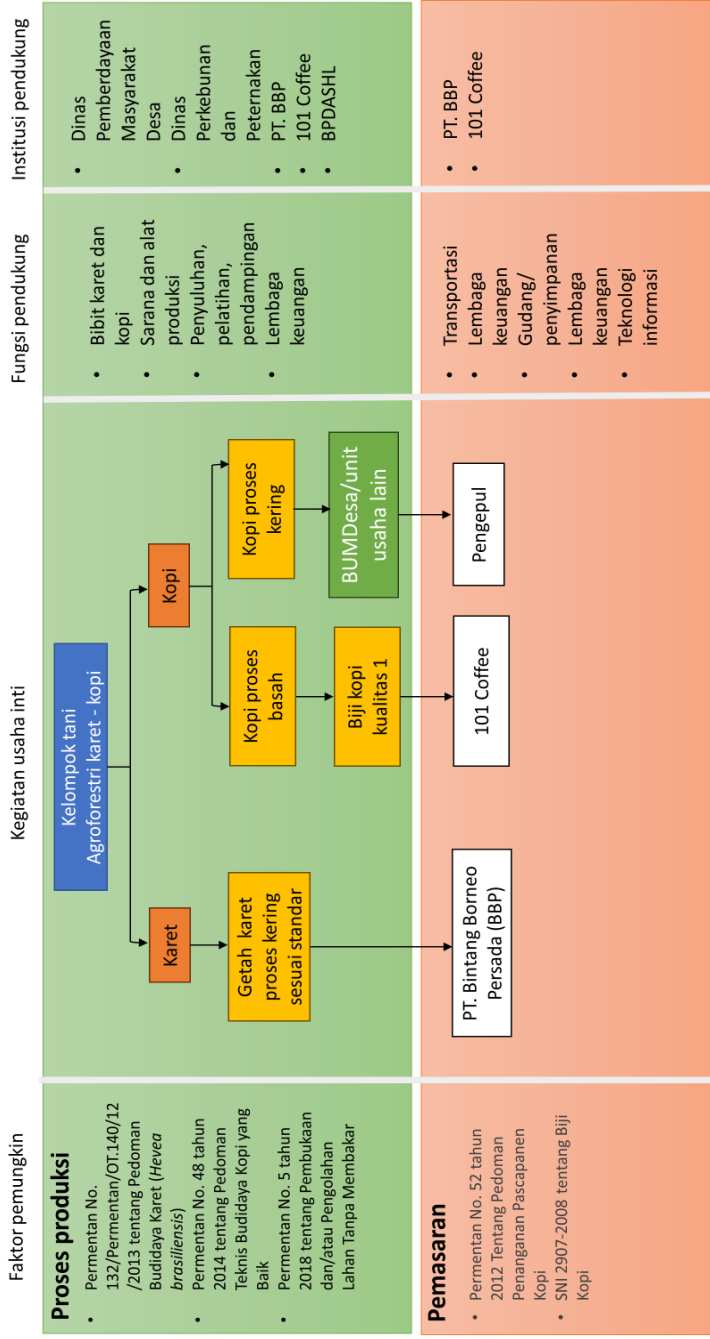 Faktor pemungkin
Kegiatan usaha inti
Fungsi pendukung
Institusi pendukung
Proses produksi
• Permentan No.
132/Permentan/OT.140/12
/2013 tentang Pedoman
Budidaya Karet (Hevea
brasiliensis)
• Permentan No. 48 tahun
2014 tentang Pedoman
Teknis Budidaya Kopi yang
Baik
• Permentan No. 5 tahun
2018 tentang Pembukaan
dan/atau Pengolahan
Lahan Tanpa Membakar
Kelompok tani
Agroforestri karet - kopi
Karet
Kopi
Getah karet
proses kering
sesuai standar
Kopi proses
basah
Kopi proses
kering
Biji kopi
kualitas 1
BUMDesa/unit
usaha lain
• Bibit karet dan
kopi
• Sarana dan alat
produksi
• Penyuluhan,
pelatihan,
pendampingan
• Lembaga
keuangan
• Dinas
Pemberdayaan
Masyarakat
Desa
• Dinas
Perkebunan
dan
Peternakan
• PT. BBP
• 101 Coffee
• BPDASHL
Pemasaran
• Permentan No. 52 tahun
2012 Tentang Pedoman
Penanganan Pascapanen
Kopi
• SNI 2907-2008 tentang Biji
Kopi
PT. Bintang Borneo
Persada (BBP)
101 Coffee
Pengepul
• Transportasi
• Lembaga
keuangan
• Gudang/
penyimpanan
• Lembaga
keuangan
• Teknologi
informasi
• PT. BBP
• 101 Coffee